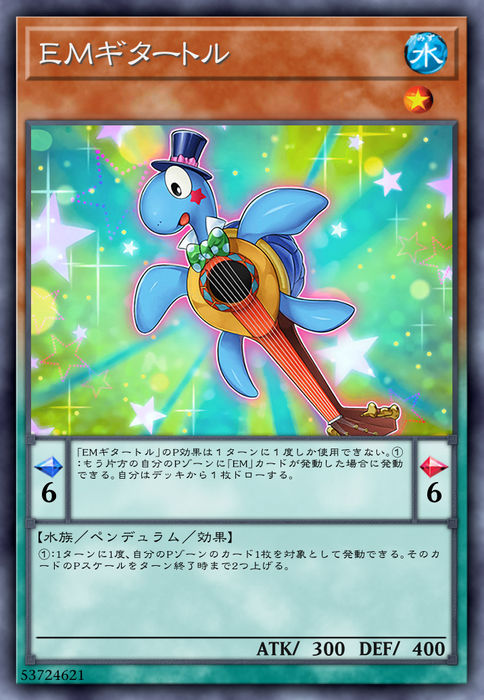 EMギタートル
みず
水
「EMギタートル」のP効果は1ターンに1度しか使用できない。①
:もう片方の自分のPゾーンに「EM」カードが発動した場合に発動
できる。自分はデッキから1枚ドローする。
6
6
【水族／ペンデュラム／効果】
①:1ターンに1度、自分のPゾーンのカード1枚を対象として発動できる。そのカ
ードのPスケールをターン終了時まで2つ上げる。
ATK/ 300 DEF/ 400
53724621